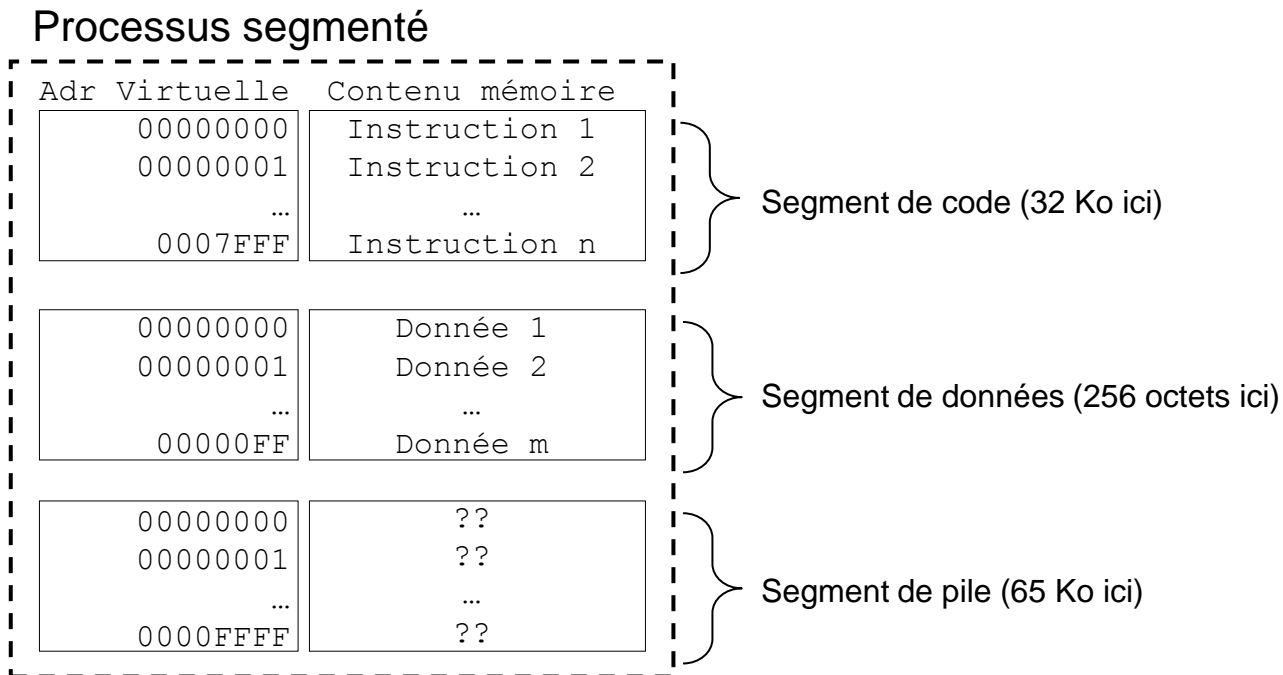 Processus segmenté
Adr Virtuelle Contenu mémoire
00000000 Instruction 1
00000001 Instruction 2
… …
0007FFF Instruction n
Segment de code (32 Ko ici)
00000000 Donnée 1
00000001 Donnée 2
… …
00000FF Donnée m
Segment de données (256 octets ici)
00000000 ??
00000001 ??
… …
0000FFFF ??
Segment de pile (65 Ko ici)